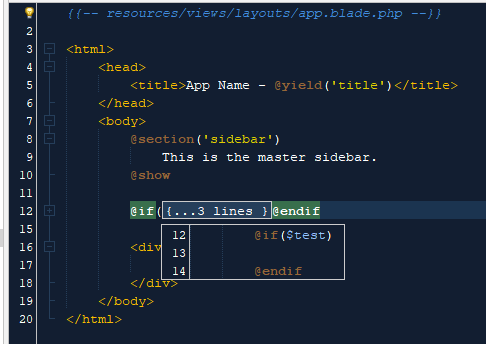 {{-- resources/views/layouts/app.blade.php --}}
2
3 <html>
4 <head>
5 <title>App Name - @yield('title')</title>
6 </head>
7 <body>
8 @section('sidebar')
9 This is the master sidebar.
10 @show
11
12 @if({...3 lines }@endif
12 @if($test)
13
14 @endif
15
16 <div
17
18 </div>
19 </body>
20 </html>